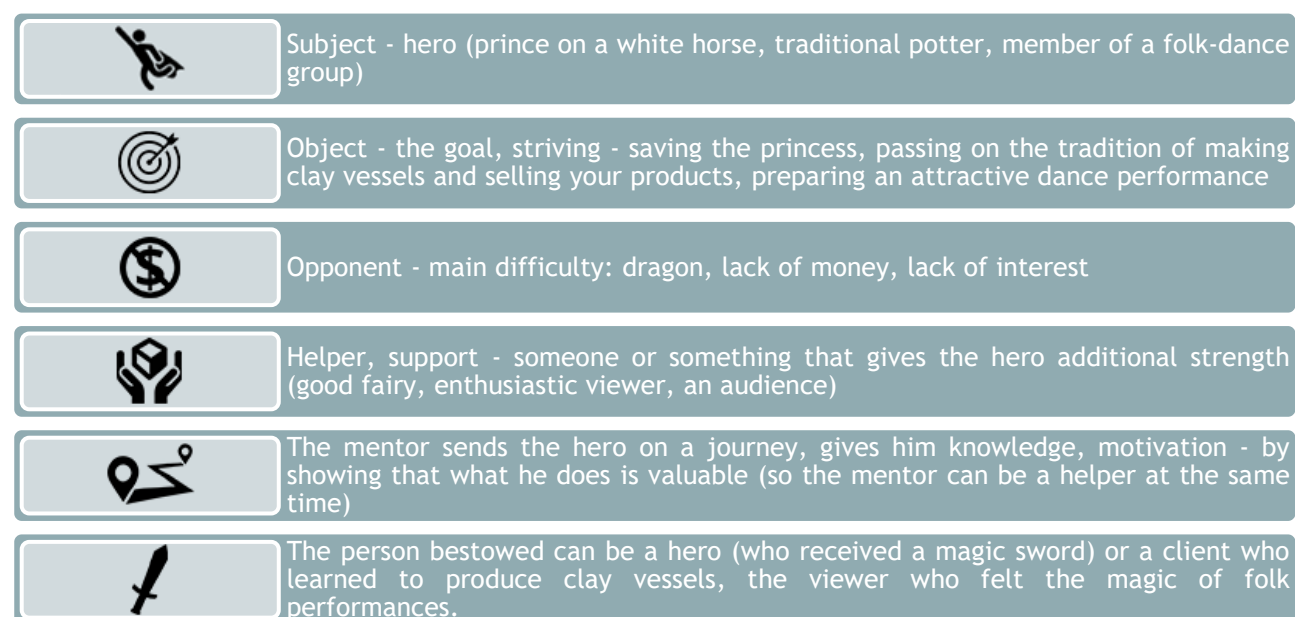 Subject - hero (prince on a white horse, traditional potter, member of a folk-dance
group)
Object - the goal, striving - saving the princess, passing on the tradition of making
clay vessels and selling your products, preparing an attractive dance performance
Opponent - main difficulty: dragon, lack of money, lack of interest
Helper, support - someone or something that gives the hero additional strength
(good fairy, enthusiastic viewer, an audience)
The mentor sends the hero on a journey, gives him knowledge, motivation - by
showing that what he does is valuable (so the mentor can be a helper at the same
time)
The person bestowed can be a hero (who received a magic sword) or a client who
learned to produce clay vessels, the viewer who felt the magic of folk
performances.